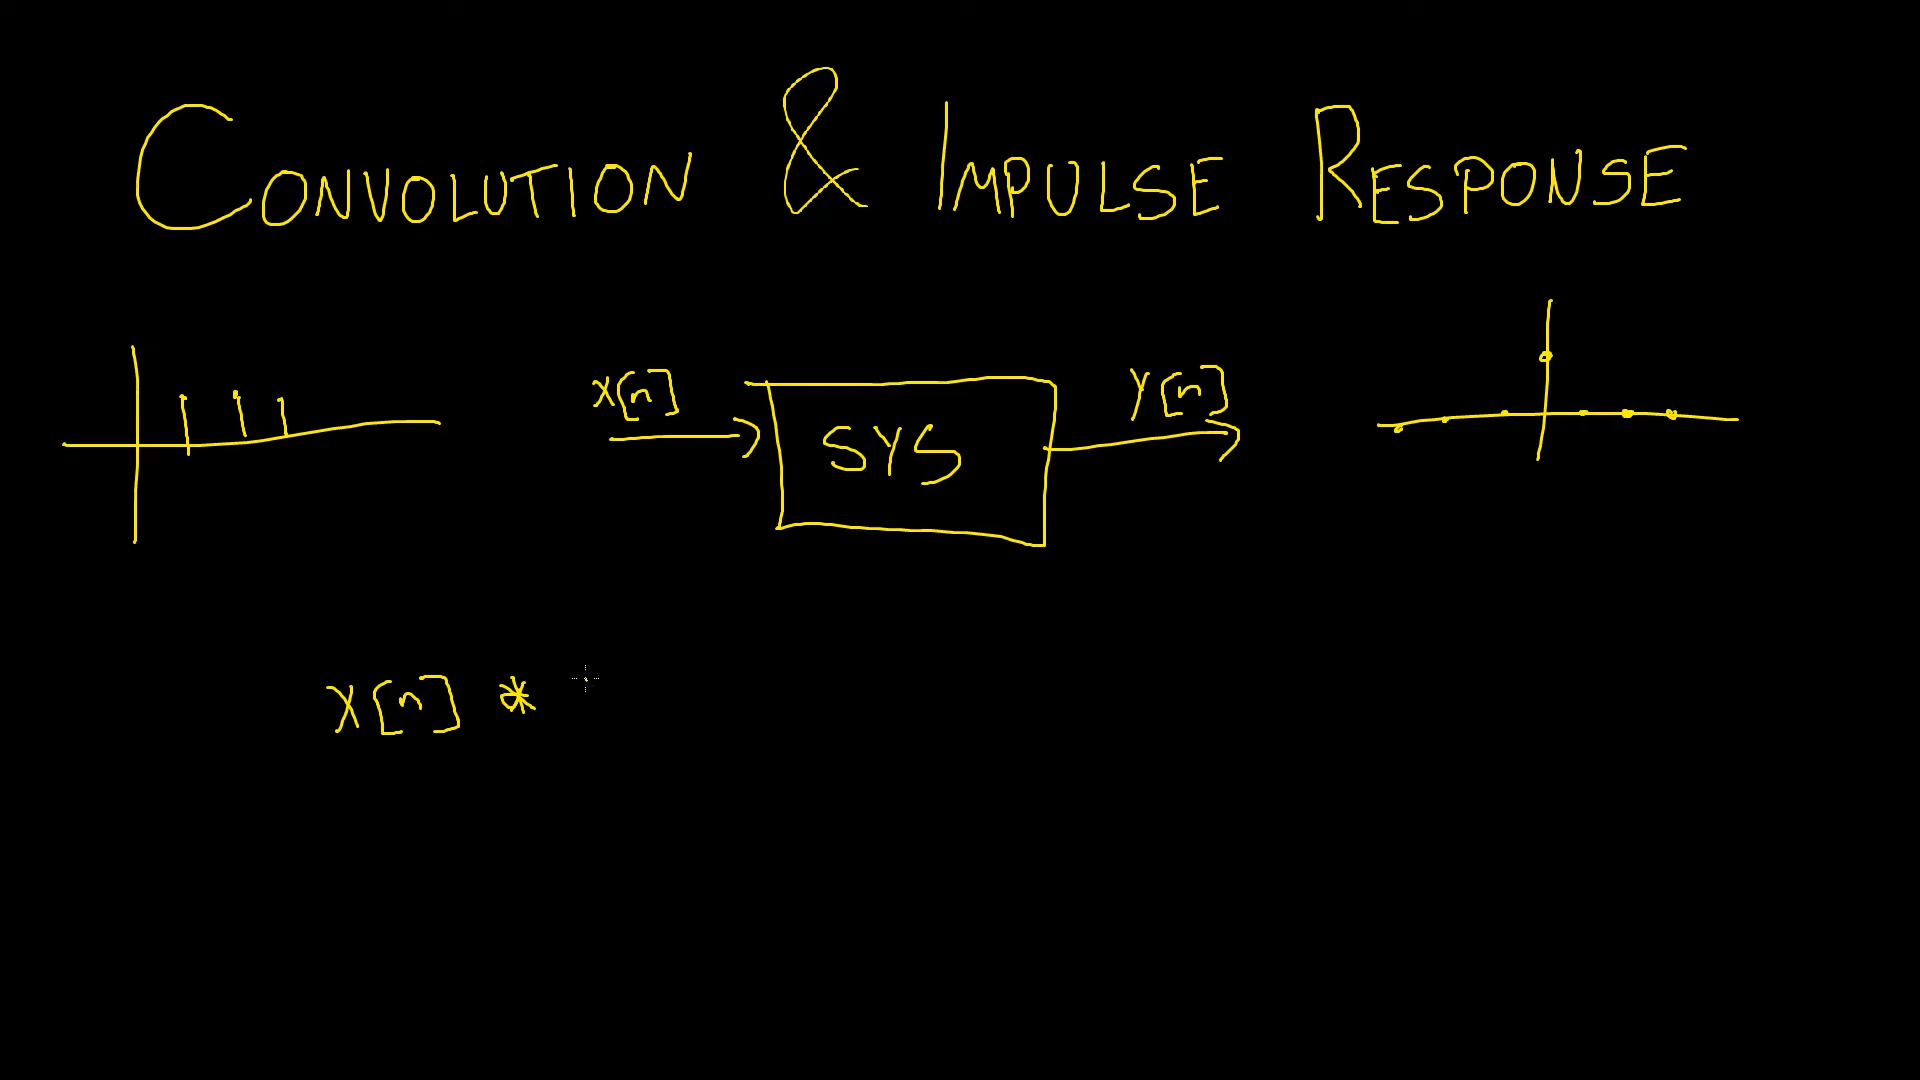 CONVOLUTION & IMPULSE RESPONSE
X[n] SYS Y[n]
X[n] *